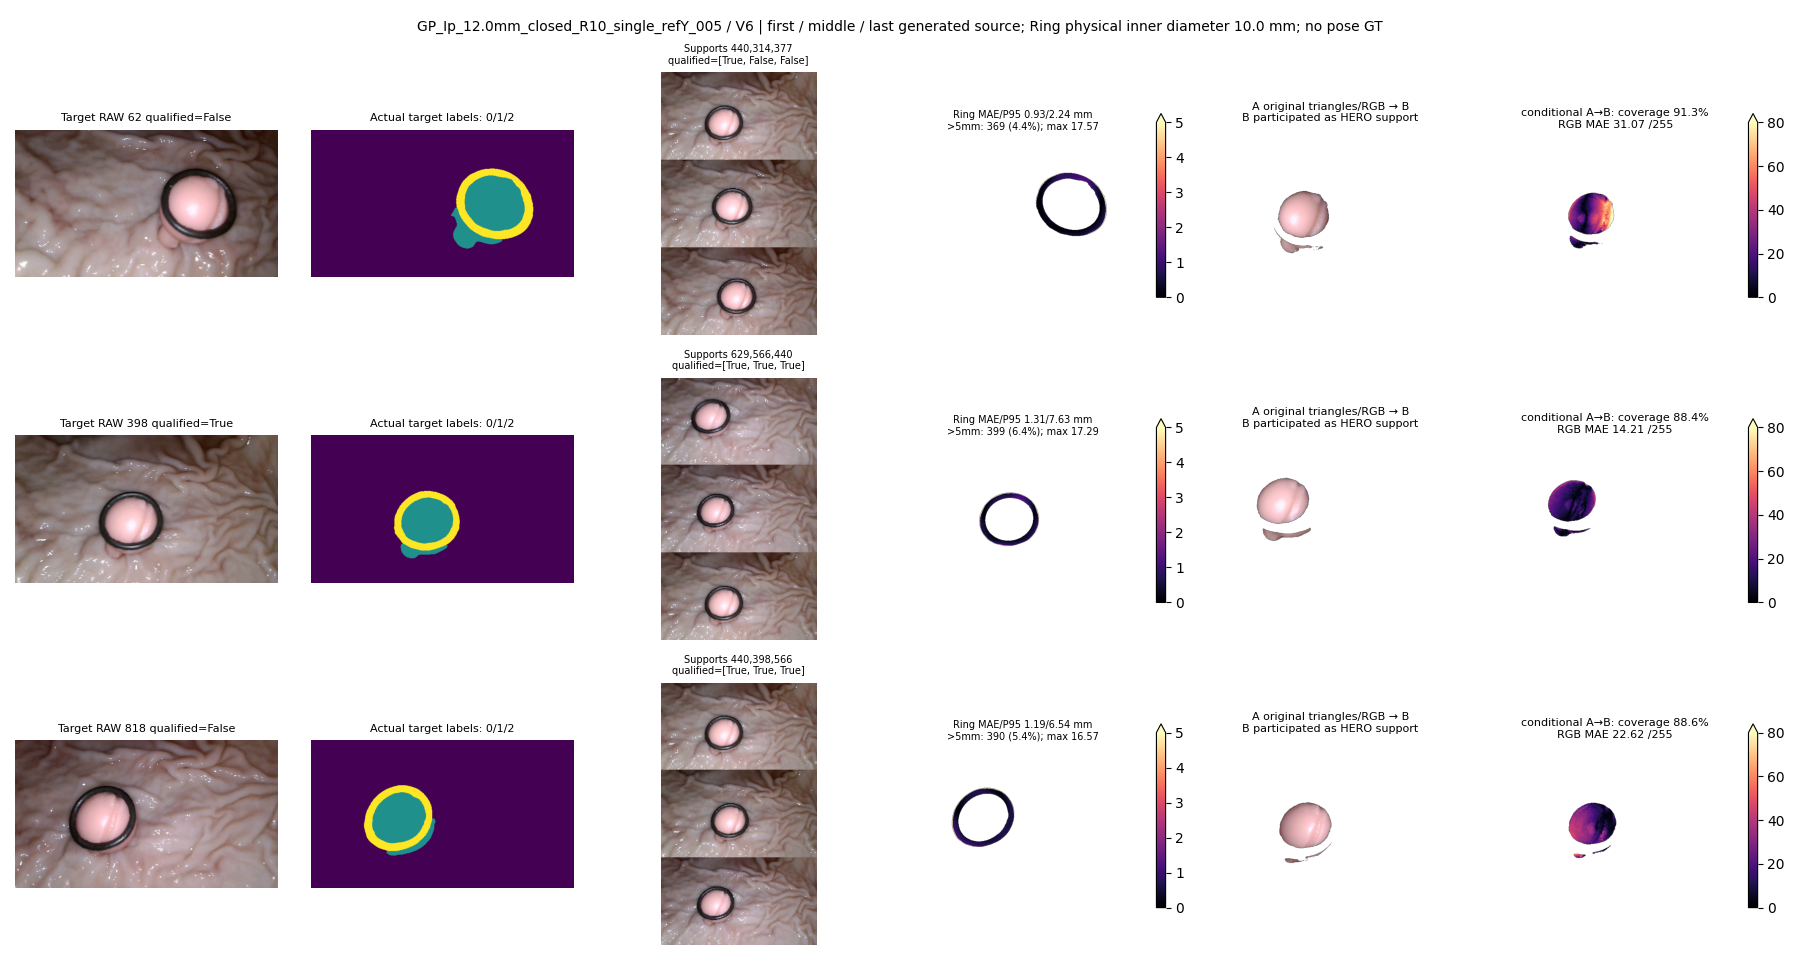 GP_Ip_12.0mm_closed_R10_single_refY_005 / V6 | first / middle / last generated source; Ring physical inner diameter 10.0 mm; no pose GT
Target RAW 62 qualified=False
Actual target labels: 0/1/2
Supports 440,314,377
qualified=[True, False, False]
Ring MAE/P95 0.93/2.24 mm
>5mm: 369 (4.4%); max 17.57
5
4
3
2
1
0
A original triangles/RGB → B
B participated as HERO support
conditional A→B: coverage 91.3%
RGB MAE 31.07 /255
80
60
40
20
0
Target RAW 398 qualified=True
Actual target labels: 0/1/2
Supports 629,566,440
qualified=[True, True, True]
Ring MAE/P95 1.31/7.63 mm
>5mm: 399 (6.4%); max 17.29
5
4
3
2
1
0
A original triangles/RGB → B
B participated as HERO support
conditional A→B: coverage 88.4%
RGB MAE 14.21 /255
80
60
40
20
0
Target RAW 818 qualified=False
Actual target labels: 0/1/2
Supports 440,398,566
qualified=[True, True, True]
Ring MAE/P95 1.19/6.54 mm
>5mm: 390 (5.4%); max 16.57
5
4
3
2
1
0
A original triangles/RGB → B
B participated as HERO support
conditional A→B: coverage 88.6%
RGB MAE 22.62 /255
80
60
40
20
0